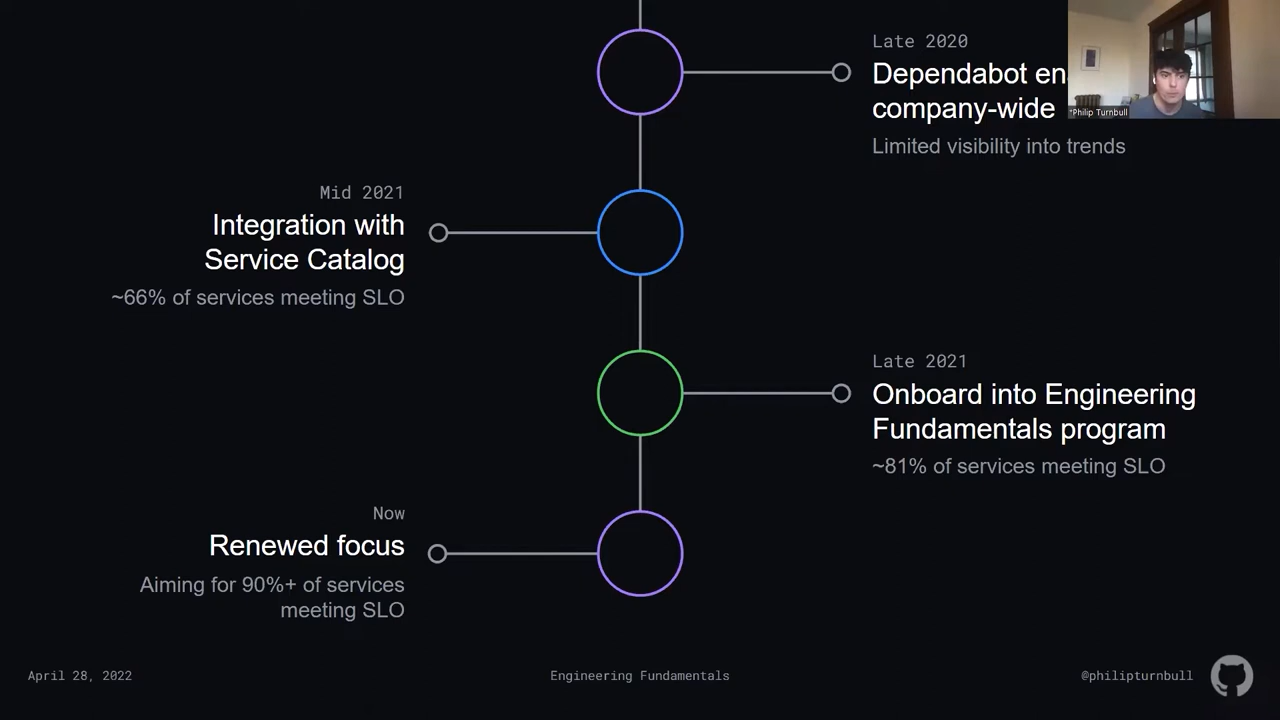 Late 2020
Dependabot en
company-wide
Limited visibility into trends
*Philip Turnbull
Mid 2021
Integration with
Service Catalog
~66% of services meeting SLO
Late 2021
Onboard into Engineering
Fundamentals program
~81% of services meeting SLO
Now
Renewed focus
Aiming for 90%+ of services
meeting SLO
April 28, 2022
Engineering Fundamentals
@philipturnbull